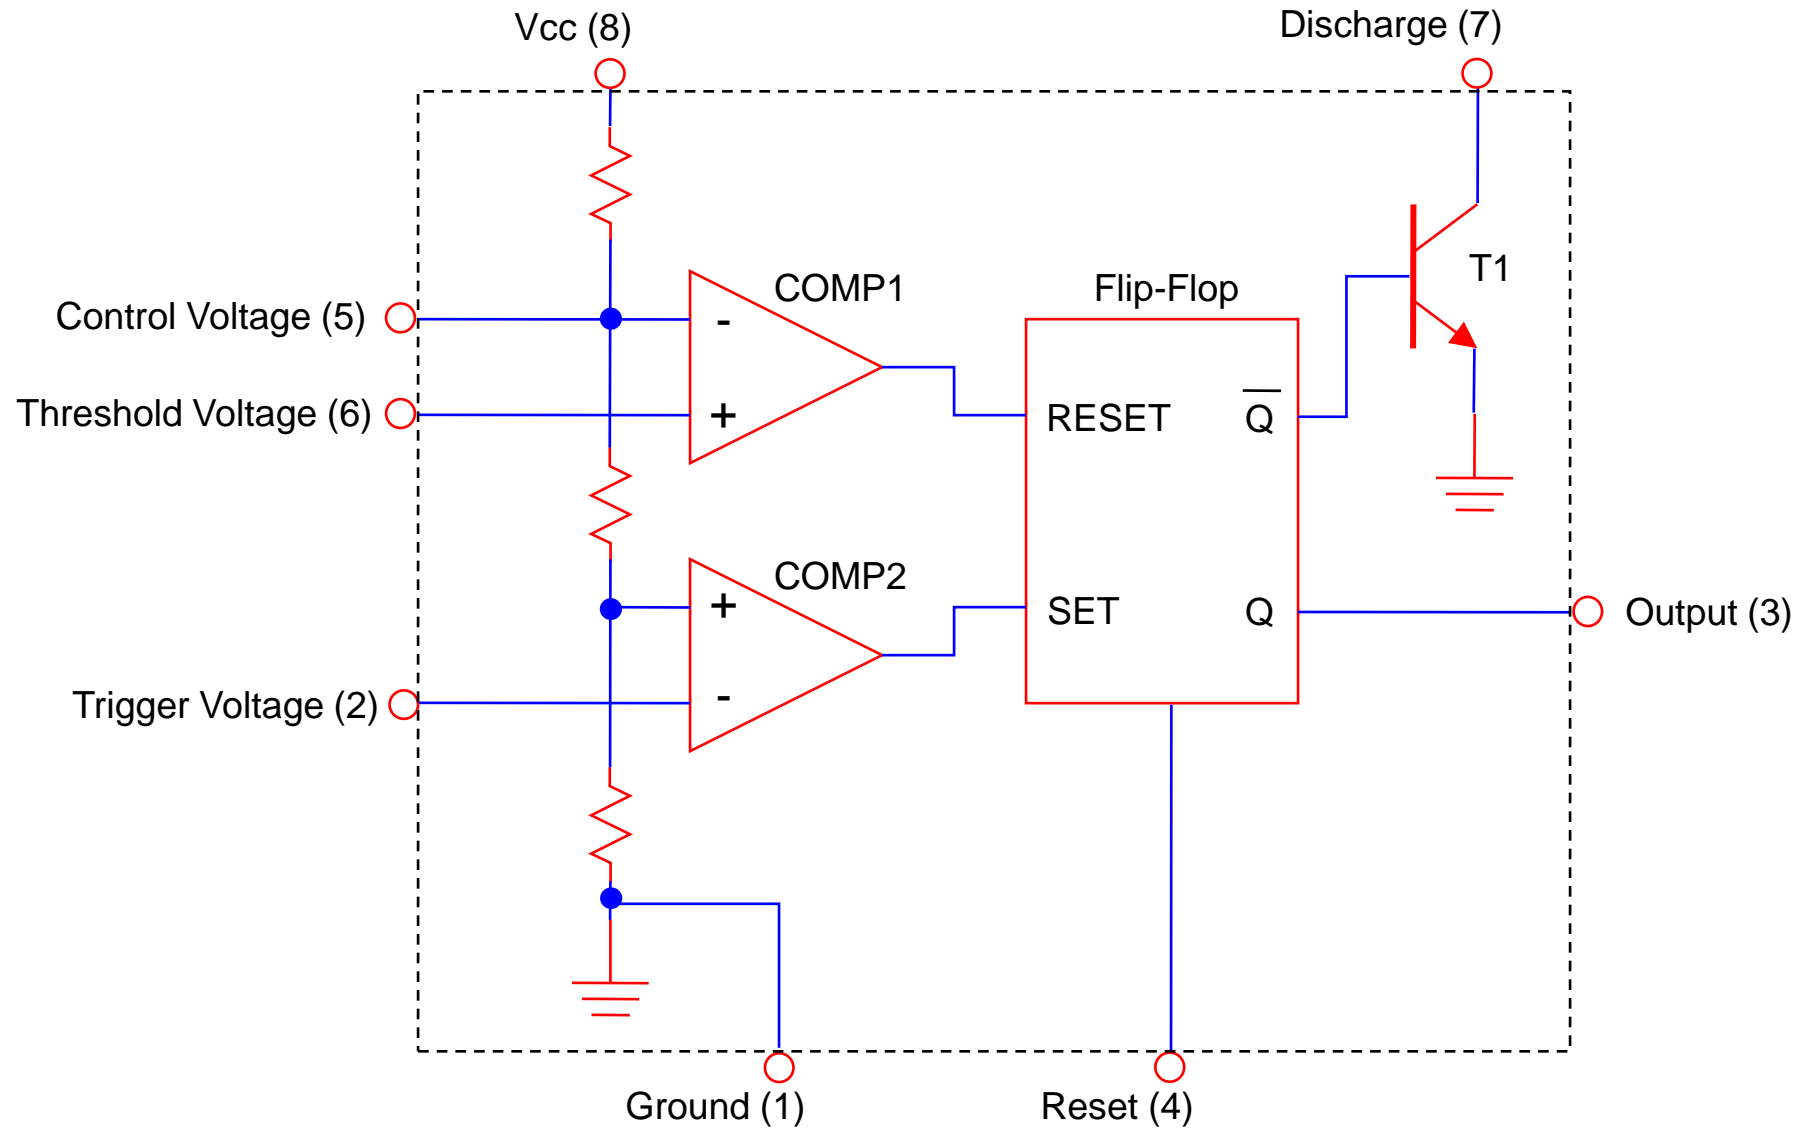 Vcc (8)
Discharge (7)
T1
COMP1
Flip-Flop
Control Voltage (5)
-
Threshold Voltage (6)
+
RESET
Q̅
COMP2
+
SET
Q
Output (3)
Trigger Voltage (2)
-
Ground (1)
Reset (4)